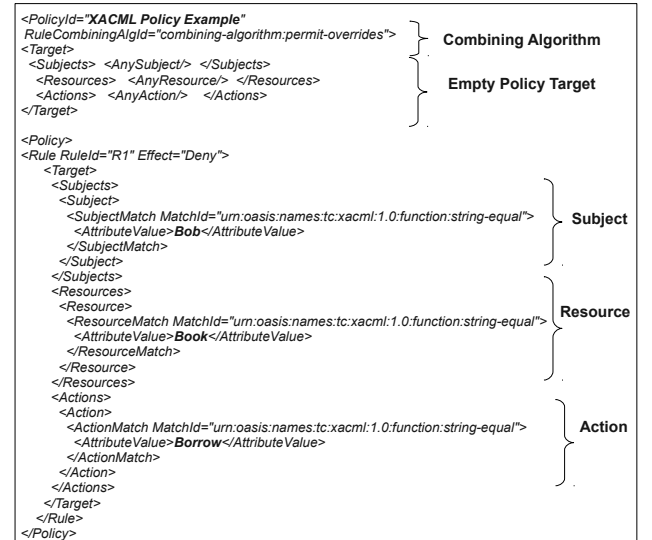 <PolicyId="XACML Policy Example"
RuleCombiningAlgId="combining-algorithm:permit-overrides">
Combining Algorithm
<Target>
<Subjects> <AnySubject/> </Subjects>
<Resources> <AnyResource/> </Resources>
<Actions> <AnyAction/> </Actions>
</Target>
Empty Policy Target
<Policy>
<Rule RuleId="R1" Effect="Deny">
<Target>
<Subjects>
<Subject>
<SubjectMatch MatchId="urn:oasis:names:tc:xacml:1.0:function:string-equal">
<AttributeValue>Bob</AttributeValue>
</SubjectMatch>
</Subject>
</Subjects>
Subject
<Resources>
<Resource>
<ResourceMatch MatchId="urn:oasis:names:tc:xacml:1.0:function:string-equal">
<AttributeValue>Book</AttributeValue>
</ResourceMatch>
</Resource>
</Resources>
Resource
<Actions>
<Action>
<ActionMatch MatchId="urn:oasis:names:tc:xacml:1.0:function:string-equal">
<AttributeValue>Borrow</AttributeValue>
</ActionMatch>
</Action>
</Actions>
Action
</Target>
</Rule>
</Policy>